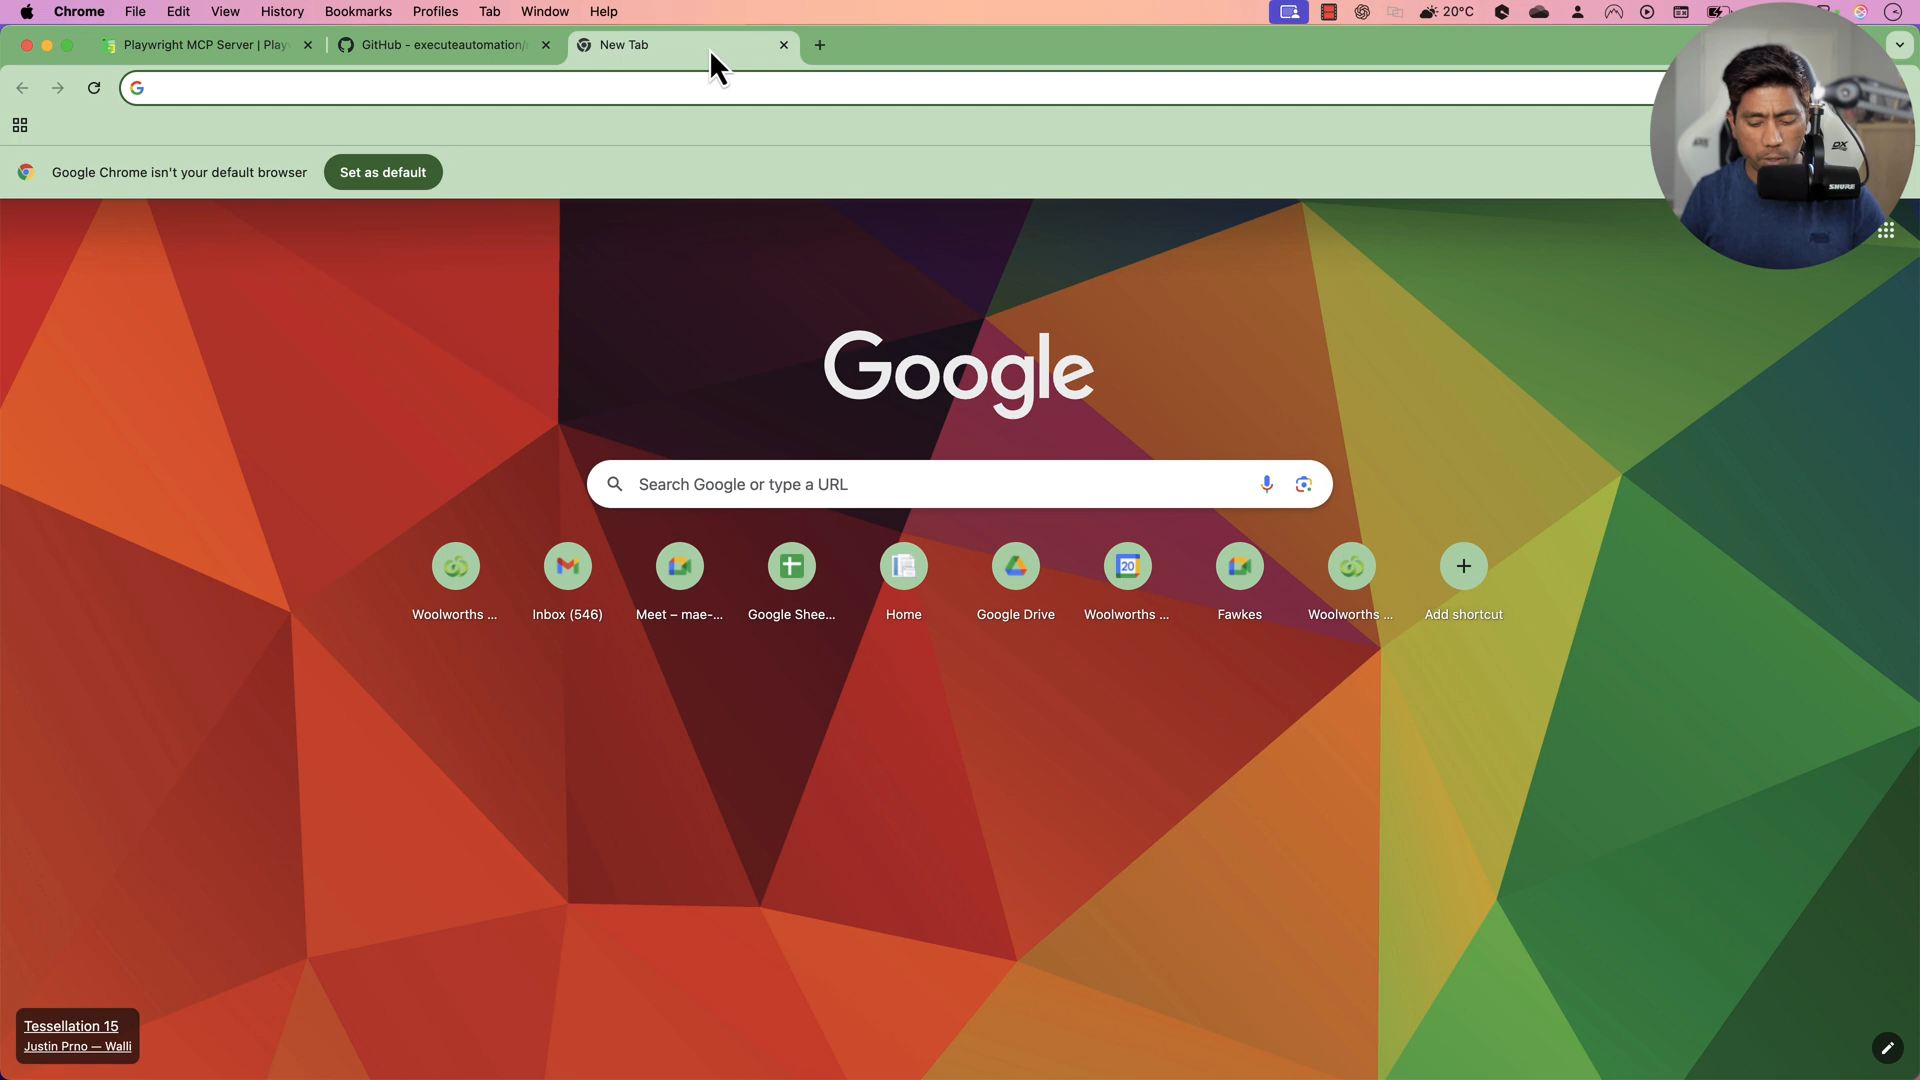 Chrome File Edit View History Bookmarks Profiles Tab Window Help 20°C
Playwright MCP Server | Play
GitHub - executeautomation/
New Tab
Google Chrome isn't your default browser Set as default
SHURE
Google
Search Google or type a URL
20
Woolworths ... Inbox (546) Meet – mae-... Google Shee... Home Google Drive Woolworths ... Fawkes Woolworths ... Add shortcut
Tessellation 15
Justin Prno — Walli